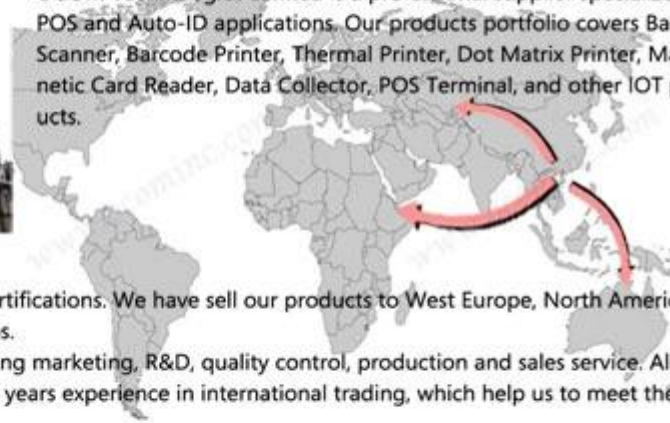 POS and Auto-ID applications. Our products portfolio covers Ba
Scanner, Barcode Printer, Thermal Printer, Dot Matrix Printer, Ma
netic Card Reader, Data Collector, POS Terminal, and other IOT
ucts.
rtifications. We have sell our products to West Europe, North Americ
s.
ng marketing, R&D, quality control, production and sales service. Al
years experience in international trading, which help us to meet the